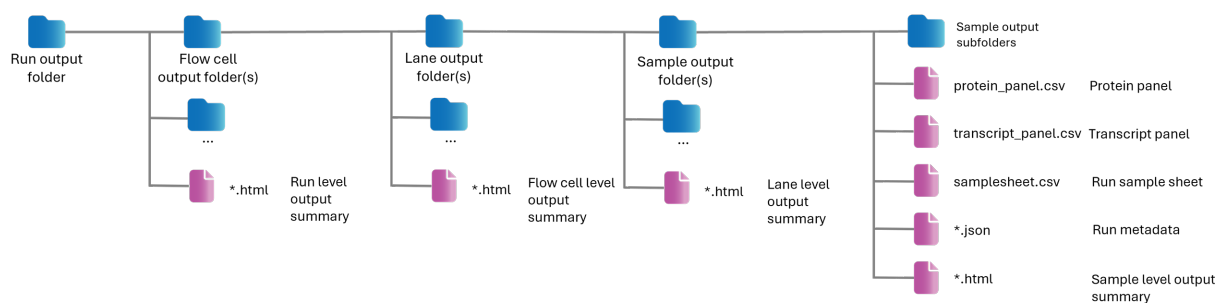 Run output
folder
Flow cell
output folder(s)
...
*.html
Run level
output
summary
Lane output
folder(s)
...
*.html
Flow cell level
output
summary
Sample output
folder(s)
...
*.html
Lane level
output
summary
Sample output
subfolders
protein_panel.csv Protein panel
transcript_panel.csv Transcript panel
samplesheet.csv Run sample sheet
*.json Run metadata
*.html Sample level output
summary